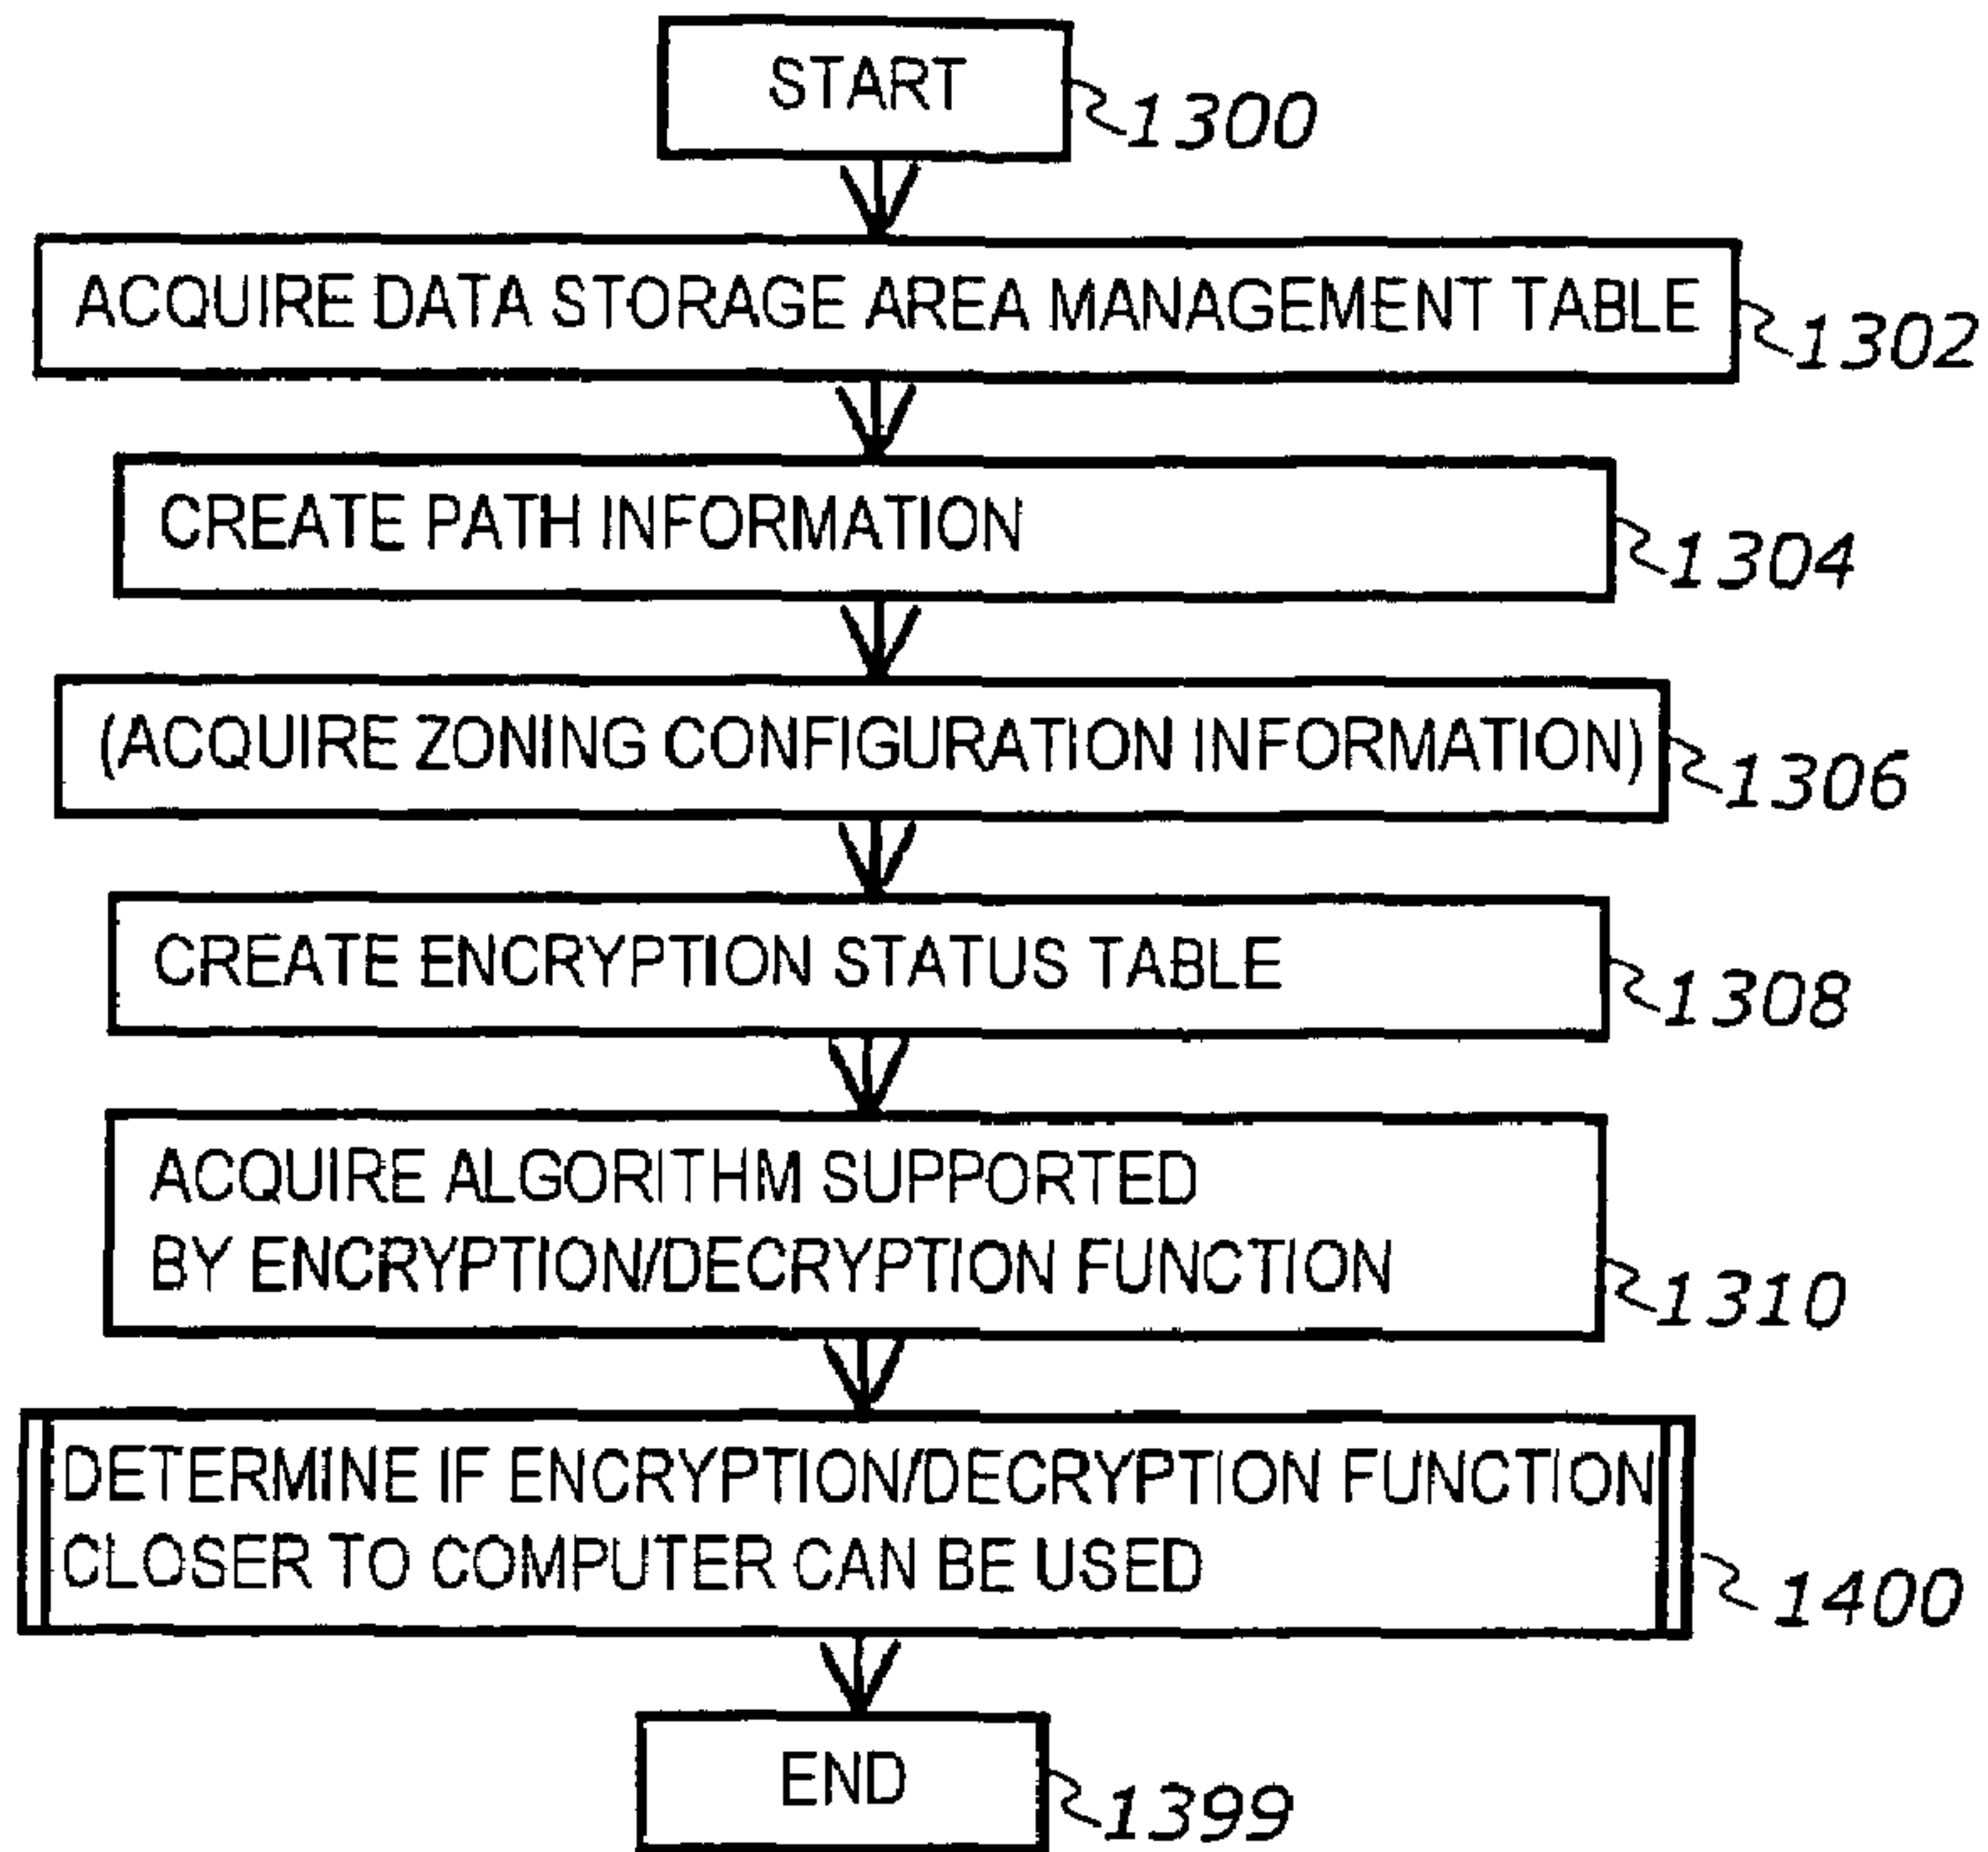 START
1300
ACQUIRE DATA STORAGE AREA MANAGEMENT TABLE
1302
CREATE PATH INFORMATION
1304
(ACQUIRE ZONING CONFIGURATION INFORMATION)
1306
CREATE ENCRYPTION STATUS TABLE
1308
ACQUIRE ALGORITHM SUPPORTED
BY ENCRYPTION/DECRYPTION FUNCTION
1310
DETERMINE IF ENCRYPTION/DECRYPTION FUNCTION
CLOSER TO COMPUTER CAN BE USED
1400
END
1399